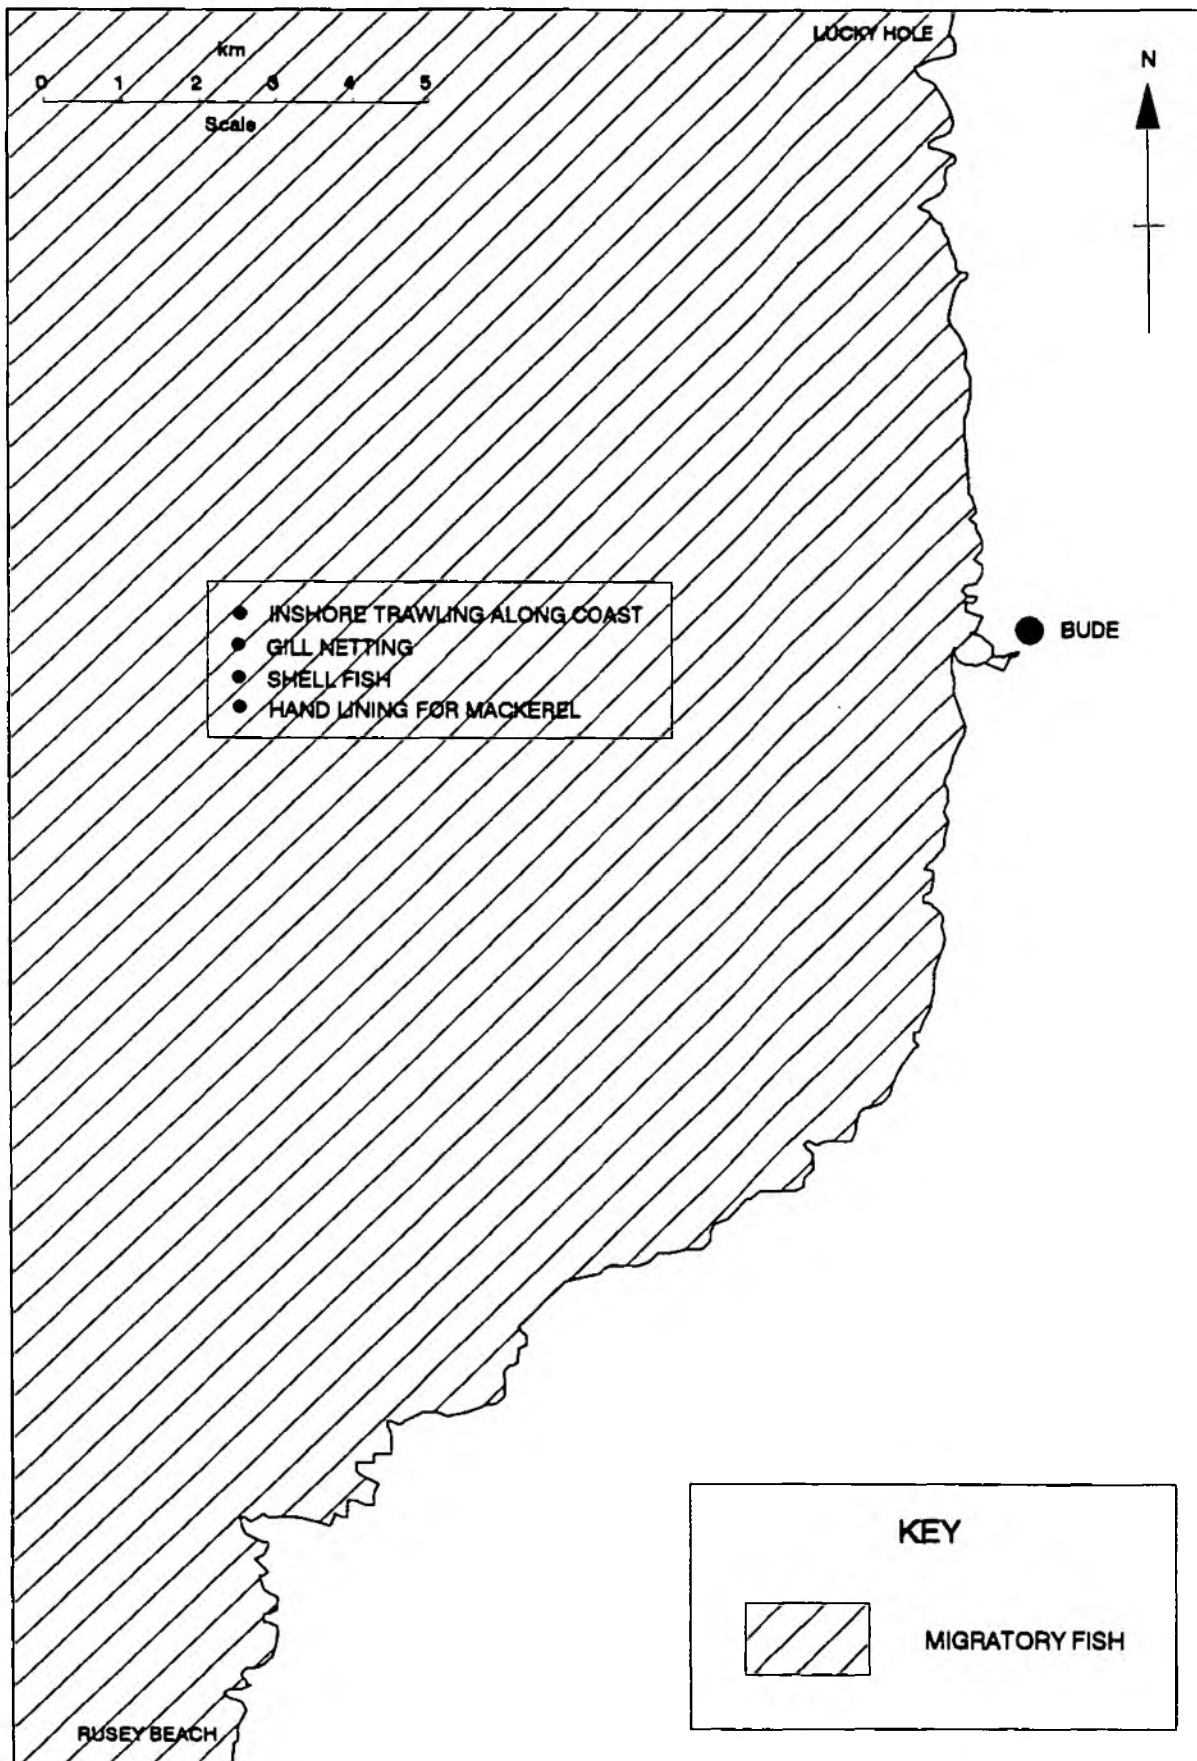 LUCKY HOLE
km
0 1 2 3 4 5
Scale
N
INSHORE TRAWLING ALONG COAST
GILL NETTING
SHELL FISH
HAND LINING FOR MACKEREL
BUDE
KEY
MIGRATORY FISH
RUSEY BEACH